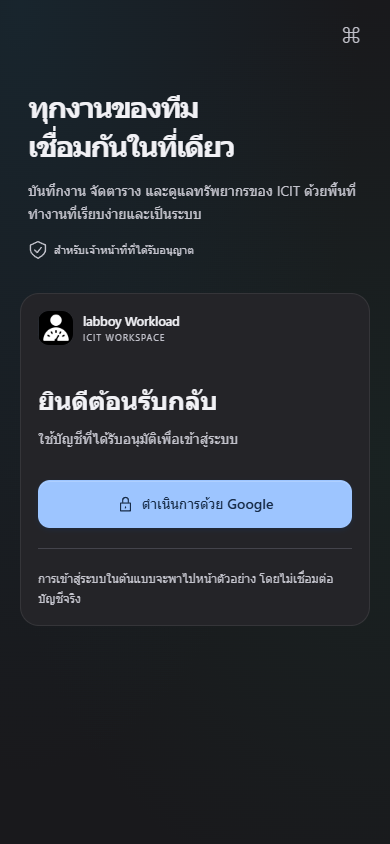 ทุกงานของทีม
เชื่อมกันในที่เดียว
บันทึกงาน จัดตาราง และดูแลทรัพยากรของ ICIT ด้วยพื้นที่
ทำงานที่เรียบง่ายและเป็นระบบ
สำหรับเจ้าหน้าที่ที่ได้รับอนุญาต
labboy Workload
ICIT WORKSPACE
ยินดีต้อนรับกลับ
ใช้บัญชีที่ได้รับอนุมัติเพื่อเข้าสู่ระบบ
ดำเนินการด้วย Google
การเข้าสู่ระบบในต้นแบบจะพาไปหน้าตัวอย่าง โดยไม่เชื่อมต่อ
บัญชีจริง